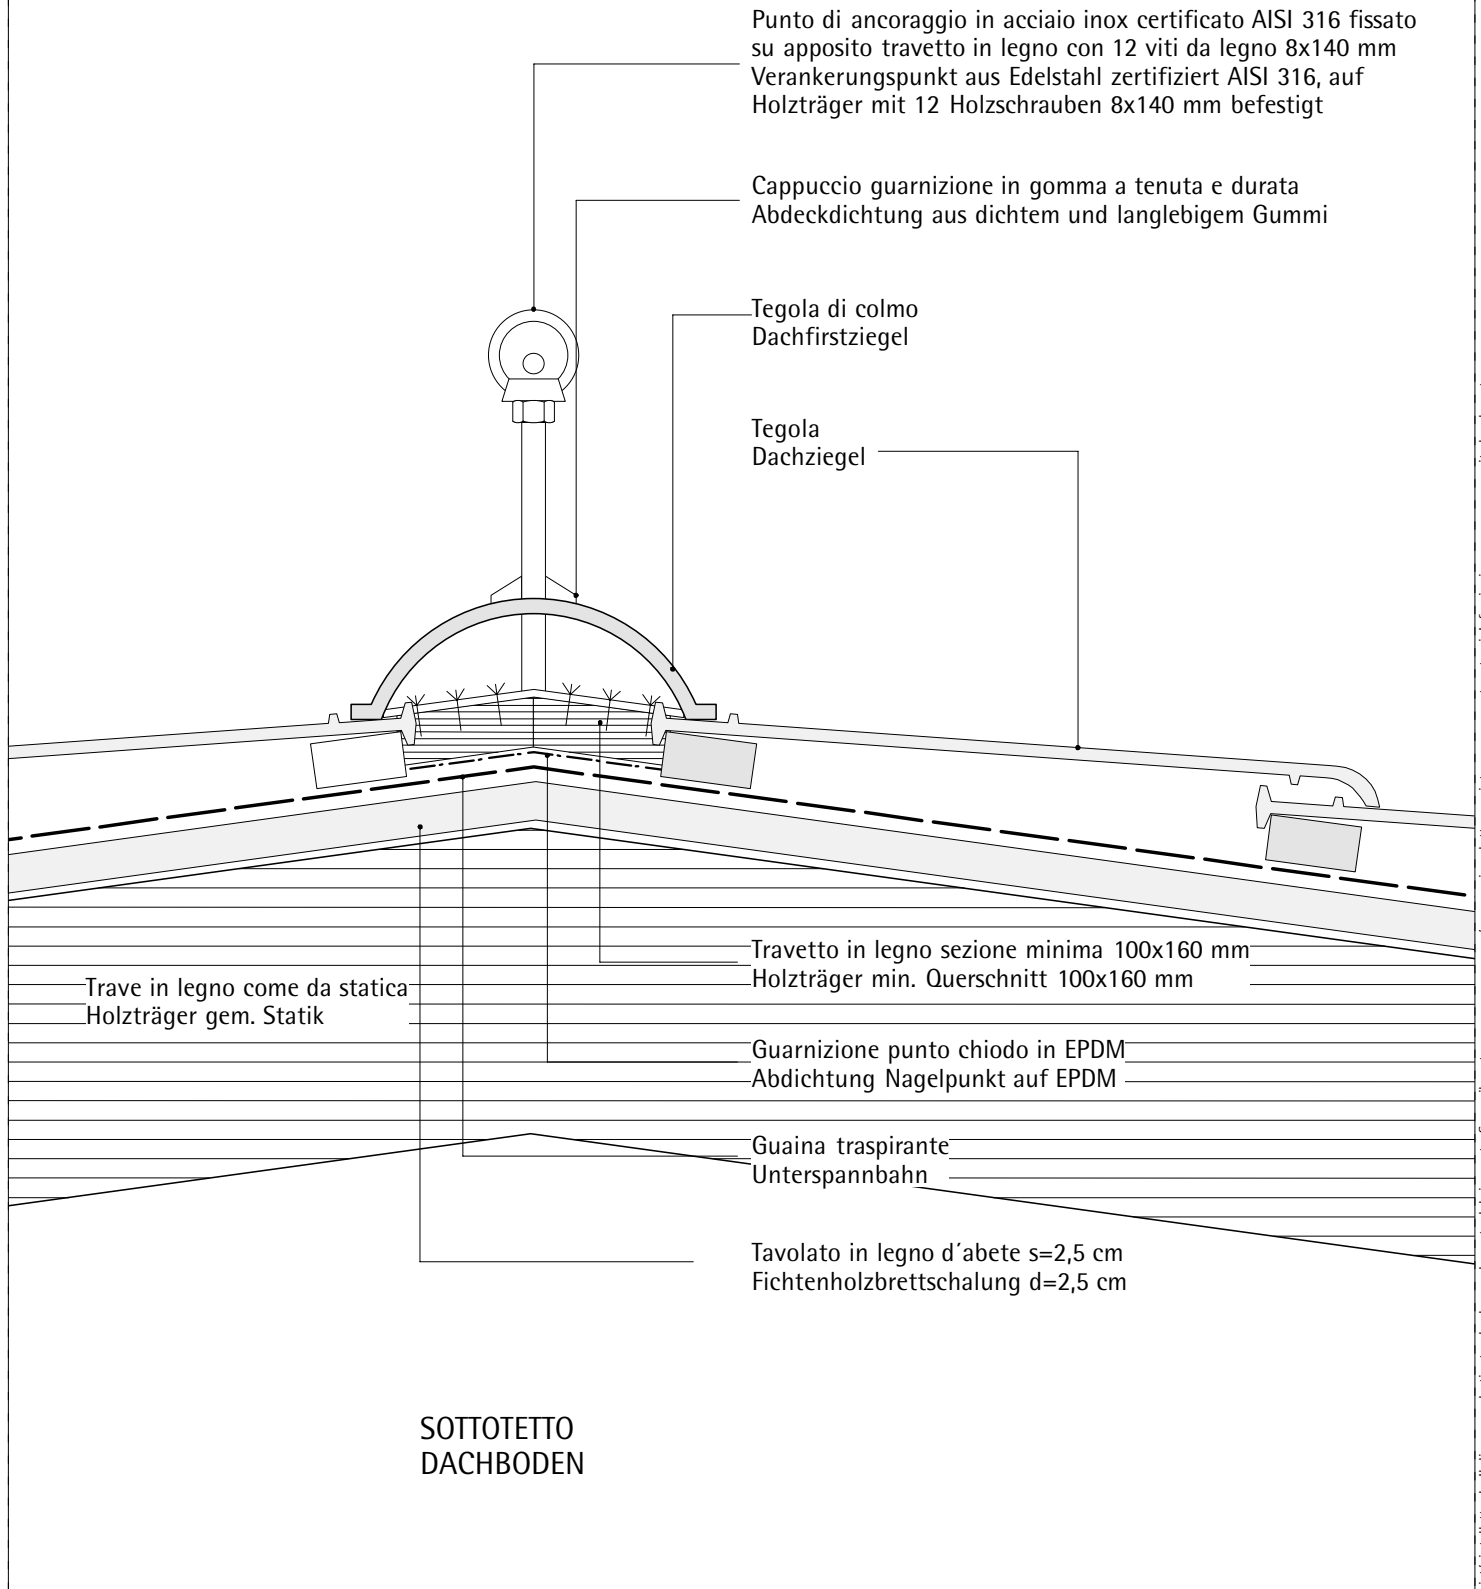 Punto di ancoraggio in acciaio inox certificato AISI 316 fissato
su apposito travetto in legno con 12 viti da legno 8x140 mm
Verankerungspunkt aus Edelstahl zertifiziert AISI 316, auf
Holzträger mit 12 Holzschrauben 8x140 mm befestigt
Cappuccio guarnizione in gomma a tenuta e durata
Abdeckdichtung aus dichtem und langlebigem Gummi
Tegola di colmo
Dachfirstziegel
Tegola
Dachziegel
Travetto in legno sezione minima 100x160 mm
Holzträger min. Querschnitt 100x160 mm
Trave in legno come da statica
Holzträger gem. Statik
Guarnizione punto chiodo in EPDM
Abdichtung Nagelpunkt auf EPDM
Guaina traspirante
Unterspannbahn
Tavolato in legno d´abete s=2,5 cm
Fichtenholzbrettschalung d=2,5 cm
SOTTOTETTO
DACHBODEN